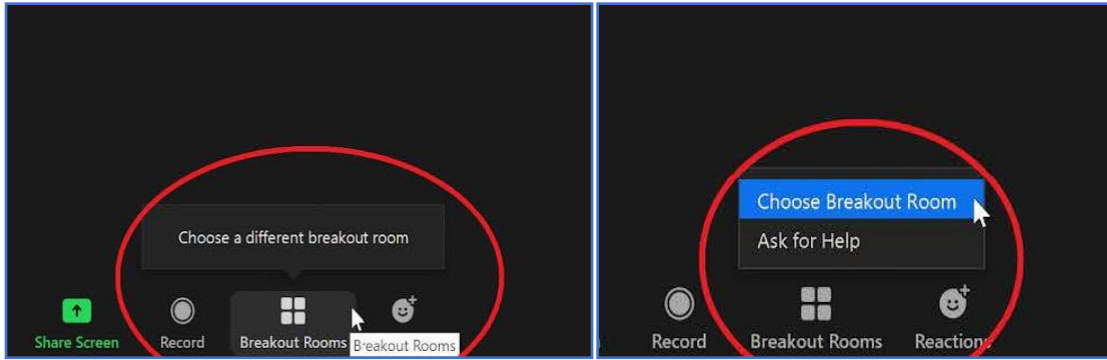 Choose a different breakout room
Share Screen
Record
Breakout Rooms
Breakout Rooms
Choose Breakout Room
Ask for Help
Record
Breakout Rooms
Reactions